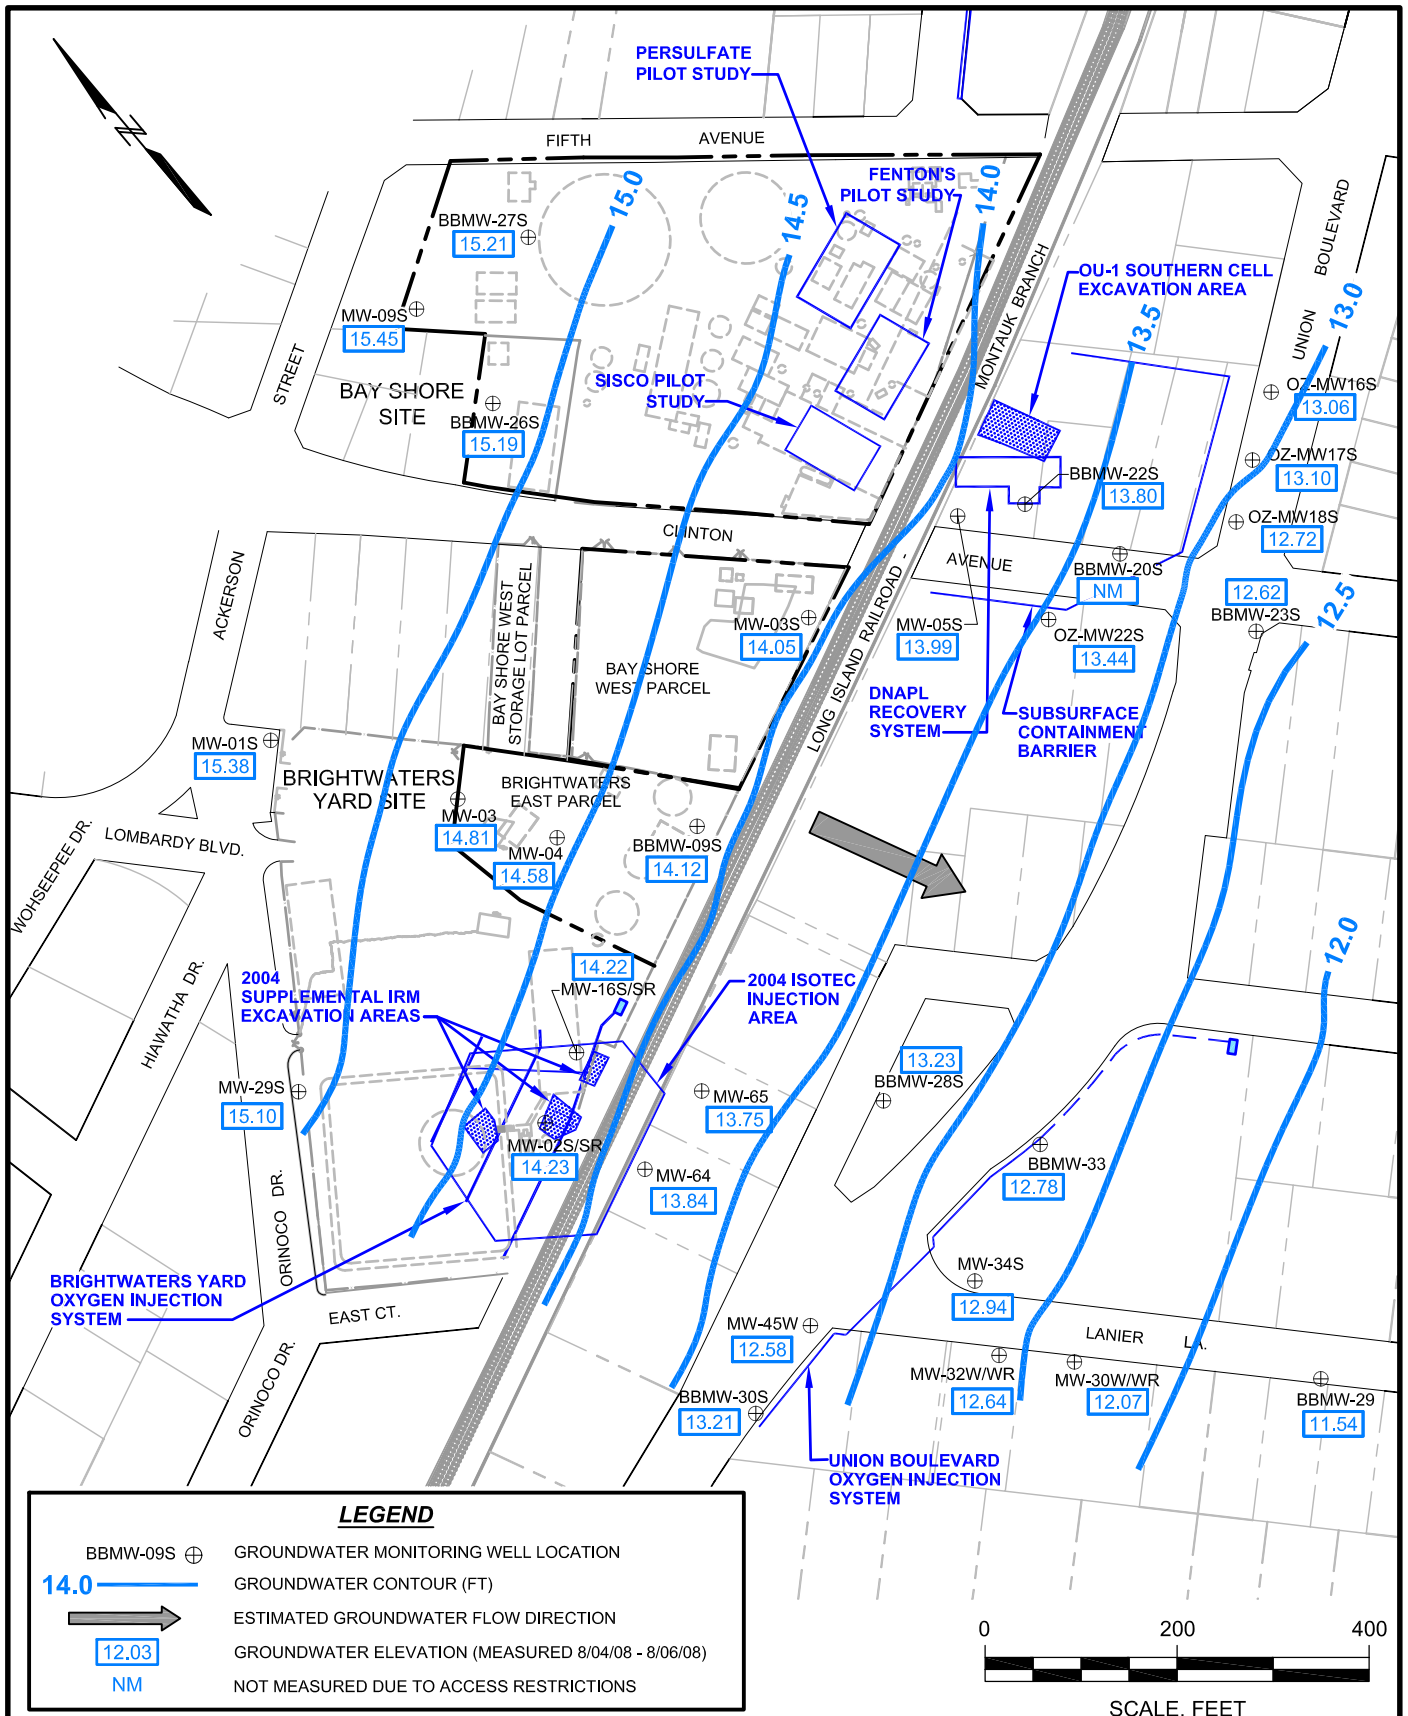 PERSULFATE
PILOT STUDY
FIFTH
AVENUE
FENTON'S
PILOT STUDY
15.0
14.5
14.0
BBMW-27S
15.21
MONTAUK BRANCH
UNION
BOULEVARD
OU-1 SOUTHERN CELL
EXCAVATION AREA
13.0
13.5
MW-09S
15.45
STREET
BAY SHORE
SITE
SISCO PILOT
STUDY
OZ-MW16S
13.06
BBMW-26S
15.19
OZ-MW17S
13.10
BBMW-22S
13.80
OZ-MW18S
12.72
CLINTON
AVENUE
BBMW-20S
NM
12.62
BBMW-23S
12.5
ACKERSON
BAY SHORE WEST
STORAGE LOT PARCEL
MW-03S
14.05
LONG ISLAND RAILROAD -
MW-05S
13.99
OZ-MW22S
13.44
BAY SHORE
WEST PARCEL
DNAPL
RECOVERY
SYSTEM
SUBSURFACE
CONTAINMENT
BARRIER
MW-01S
15.38
BRIGHTWATERS
YARD SITE
BRIGHTWATERS
EAST PARCEL
MW-03
14.81
MW-04
14.58
BBMW-09S
14.12
LOMBARDY BLVD.
WOHSEEPEE DR.
HIAWATHA DR.
12.0
14.22
MW-16S/SR
2004
SUPPLEMENTAL IRM
EXCAVATION AREAS
2004 ISOTEC
INJECTION
AREA
13.23
BBMW-28S
MW-29S
15.10
MW-65
13.75
MW-02S/SR
14.23
MW-64
13.84
BBMW-33
12.78
ORINOCO DR.
BRIGHTWATERS YARD
OXYGEN INJECTION
SYSTEM
MW-34S
12.94
EAST CT.
MW-45W
12.58
LANIER LA.
ORINOCO DR.
MW-32W/WR
12.64
MW-30W/WR
12.07
BBMW-30S
13.21
BBMW-29
11.54
UNION BOULEVARD
OXYGEN INJECTION
SYSTEM
N
LEGEND
BBMW-09S GROUNDWATER MONITORING WELL LOCATION
14.0 GROUNDWATER CONTOUR (FT)
ESTIMATED GROUNDWATER FLOW DIRECTION
12.03 GROUNDWATER ELEVATION (MEASURED 8/04/08 - 8/06/08)
NM NOT MEASURED DUE TO ACCESS RESTRICTIONS
0 200 400
SCALE, FEET